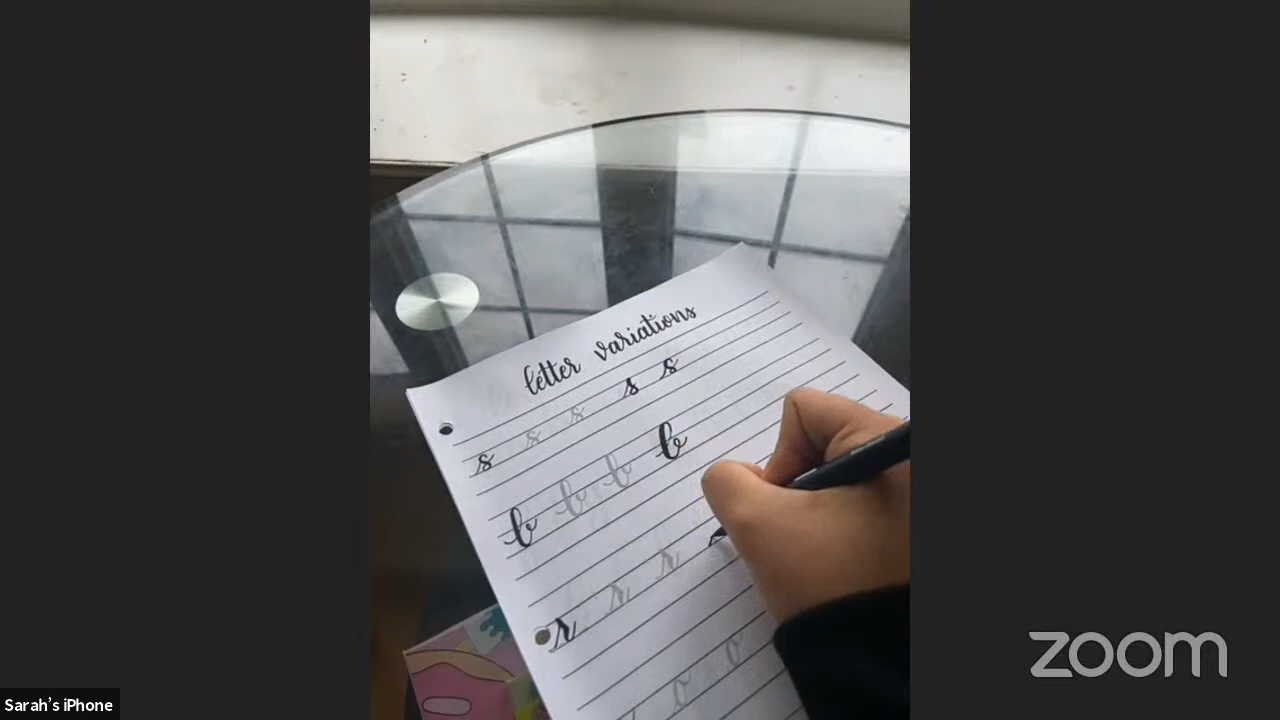 letter variations
s s s s s
b b b b
r r r
o o
Sarah's iPhone
zoom